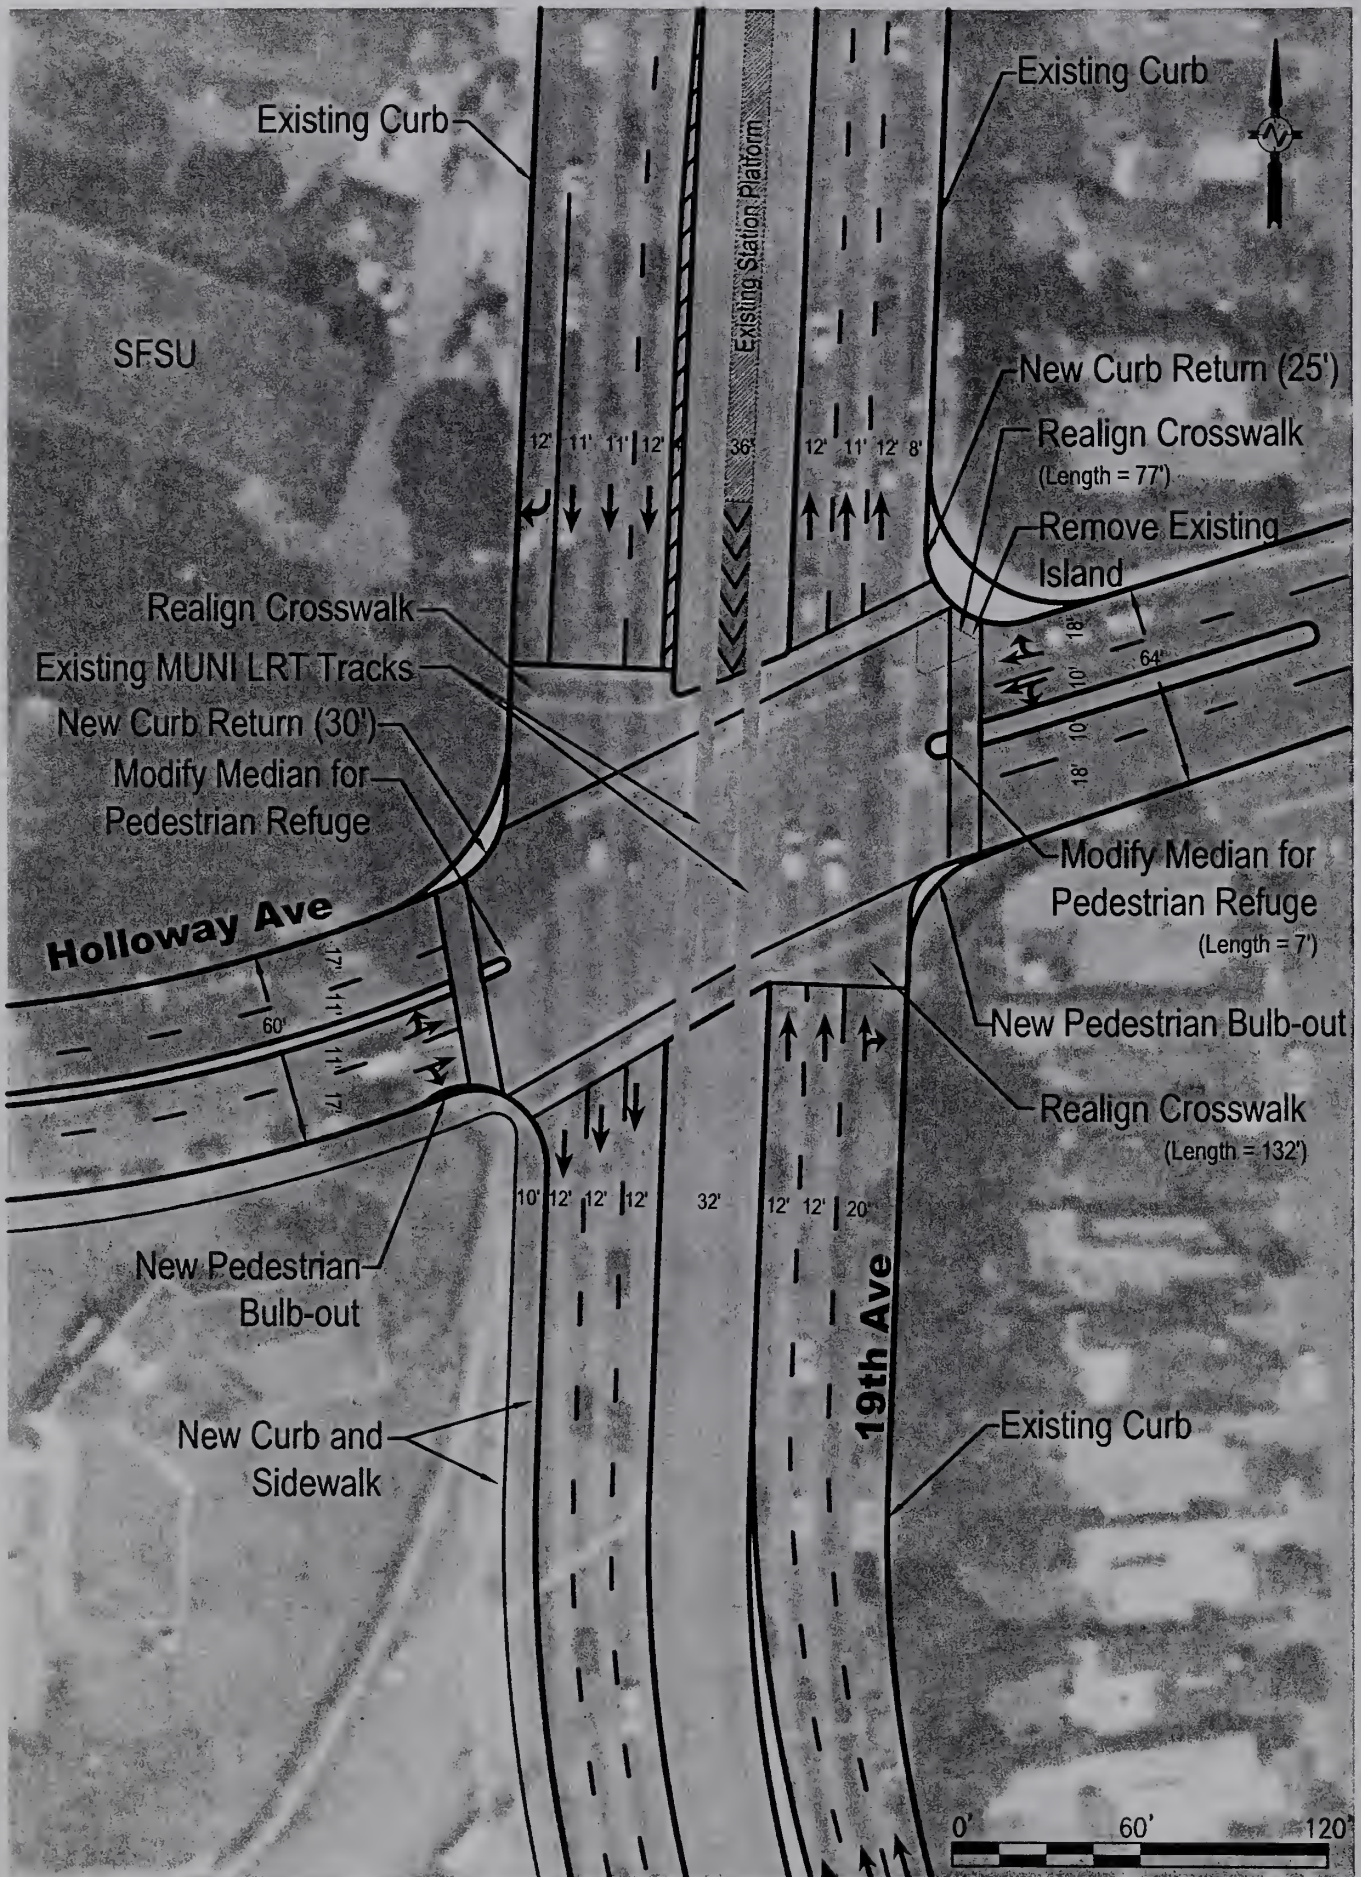 Existing Curb
Existing Curb
N
Existing Station Platform
SFSU
New Curb Return (25')
Realign Crosswalk
(Length = 77')
Remove Existing
Island
12' 11' 11' 12' 36' 12' 11' 12' 8'
Realign Crosswalk
Existing MUNI LRT Tracks
New Curb Return (30')
Modify Median for
Pedestrian Refuge
18'
64'
10'
10'
18'
Modify Median for
Pedestrian Refuge
(Length = 7')
Holloway Ave
17'
11'
60'
11'
17'
New Pedestrian Bulb-out
Realign Crosswalk
(Length = 132')
10' 12' 12' 12' 32' 12' 12' 20'
New Pedestrian
Bulb-out
19th Ave
New Curb and
Sidewalk
Existing Curb
0' 60' 120'